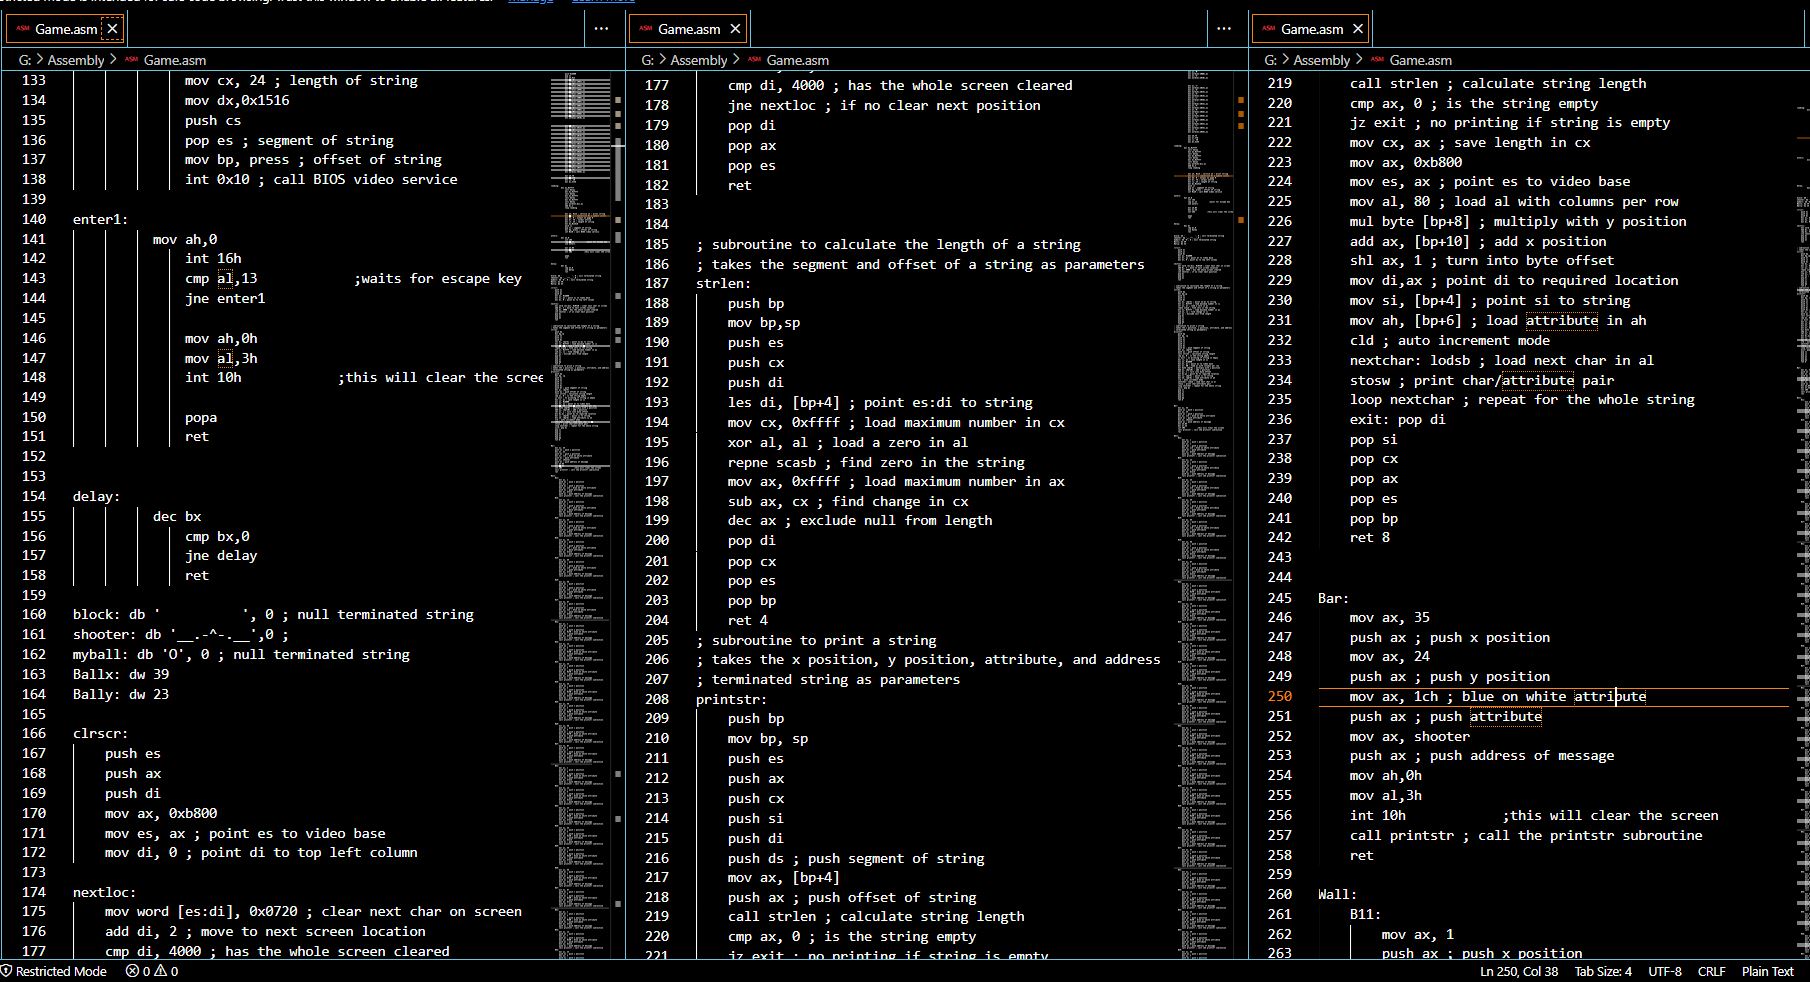 Game.asm
G: > Assembly > Game.asm
133 mov cx, 24 ; length of string
134 mov dx,0x1516
135 push cs
136 pop es ; segment of string
137 mov bp, press ; offset of string
138 int 0x10 ; call BIOS video service
139
140 enter1:
141 mov ah,0
142 int 16h
143 cmp al,13 ;waits for escape key
144 jne enter1
145
146 mov ah,0h
147 mov al,3h
148 int 10h ;this will clear the scree
149
150 popa
151 ret
152
153
154 delay:
155 dec bx
156 cmp bx,0
157 jne delay
158 ret
159
160 block: db '          ', 0 ; null terminated string
161 shooter: db '__.-^-.__',0 ;
162 myball: db 'O', 0 ; null terminated string
163 Ballx: dw 39
164 Bally: dw 23
165
166 clrscr:
167 push es
168 push ax
169 push di
170 mov ax, 0xb800
171 mov es, ax ; point es to video base
172 mov di, 0 ; point di to top left column
173
174 nextloc:
175 mov word [es:di], 0x0720 ; clear next char on screen
176 add di, 2 ; move to next screen location
177 cmp di, 4000 ; has the whole screen cleared
Game.asm
G: > Assembly > Game.asm
177 cmp di, 4000 ; has the whole screen cleared
178 jne nextloc ; if no clear next position
179 pop di
180 pop ax
181 pop es
182 ret
183
184
185 ; subroutine to calculate the length of a string
186 ; takes the segment and offset of a string as parameters
187 strlen:
188 push bp
189 mov bp,sp
190 push es
191 push cx
192 push di
193 les di, [bp+4] ; point es:di to string
194 mov cx, 0xffff ; load maximum number in cx
195 xor al, al ; load a zero in al
196 repne scasb ; find zero in the string
197 mov ax, 0xffff ; load maximum number in ax
198 sub ax, cx ; find change in cx
199 dec ax ; exclude null from length
200 pop di
201 pop cx
202 pop es
203 pop bp
204 ret 4
205 ; subroutine to print a string
206 ; takes the x position, y position, attribute, and address
207 ; terminated string as parameters
208 printstr:
209 push bp
210 mov bp, sp
211 push es
212 push ax
213 push cx
214 push si
215 push di
216 push ds ; push segment of string
217 mov ax, [bp+4]
218 push ax ; push offset of string
219 call strlen ; calculate string length
220 cmp ax, 0 ; is the string empty
221 jz exit ; no printing if string is empty
Game.asm
G: > Assembly > Game.asm
219 call strlen ; calculate string length
220 cmp ax, 0 ; is the string empty
221 jz exit ; no printing if string is empty
222 mov cx, ax ; save length in cx
223 mov ax, 0xb800
224 mov es, ax ; point es to video base
225 mov al, 80 ; load al with columns per row
226 mul byte [bp+8] ; multiply with y position
227 add ax, [bp+10] ; add x position
228 shl ax, 1 ; turn into byte offset
229 mov di,ax ; point di to required location
230 mov si, [bp+4] ; point si to string
231 mov ah, [bp+6] ; load attribute in ah
232 cld ; auto increment mode
233 nextchar: lodsb ; load next char in al
234 stosw ; print char/attribute pair
235 loop nextchar ; repeat for the whole string
236 exit: pop di
237 pop si
238 pop cx
239 pop ax
240 pop es
241 pop bp
242 ret 8
243
244
245 Bar:
246 mov ax, 35
247 push ax ; push x position
248 mov ax, 24
249 push ax ; push y position
250 mov ax, 1ch ; blue on white attribute
251 push ax ; push attribute
252 mov ax, shooter
253 push ax ; push address of message
254 mov ah,0h
255 mov al,3h
256 int 10h ;this will clear the screen
257 call printstr ; call the printstr subroutine
258 ret
259
260 Wall:
261 B11:
262 mov ax, 1
263 push ax ; push x position
Restricted Mode 0 0 Ln 250, Col 38 Tab Size: 4 UTF-8 CRLF Plain Text